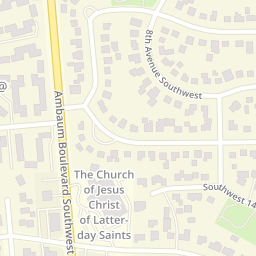 8th Avenue Southwest
@
Ambaum Boulevard Southwest
The Church
of Jesus
Christ
of Latter-
day Saints
Southwest 14